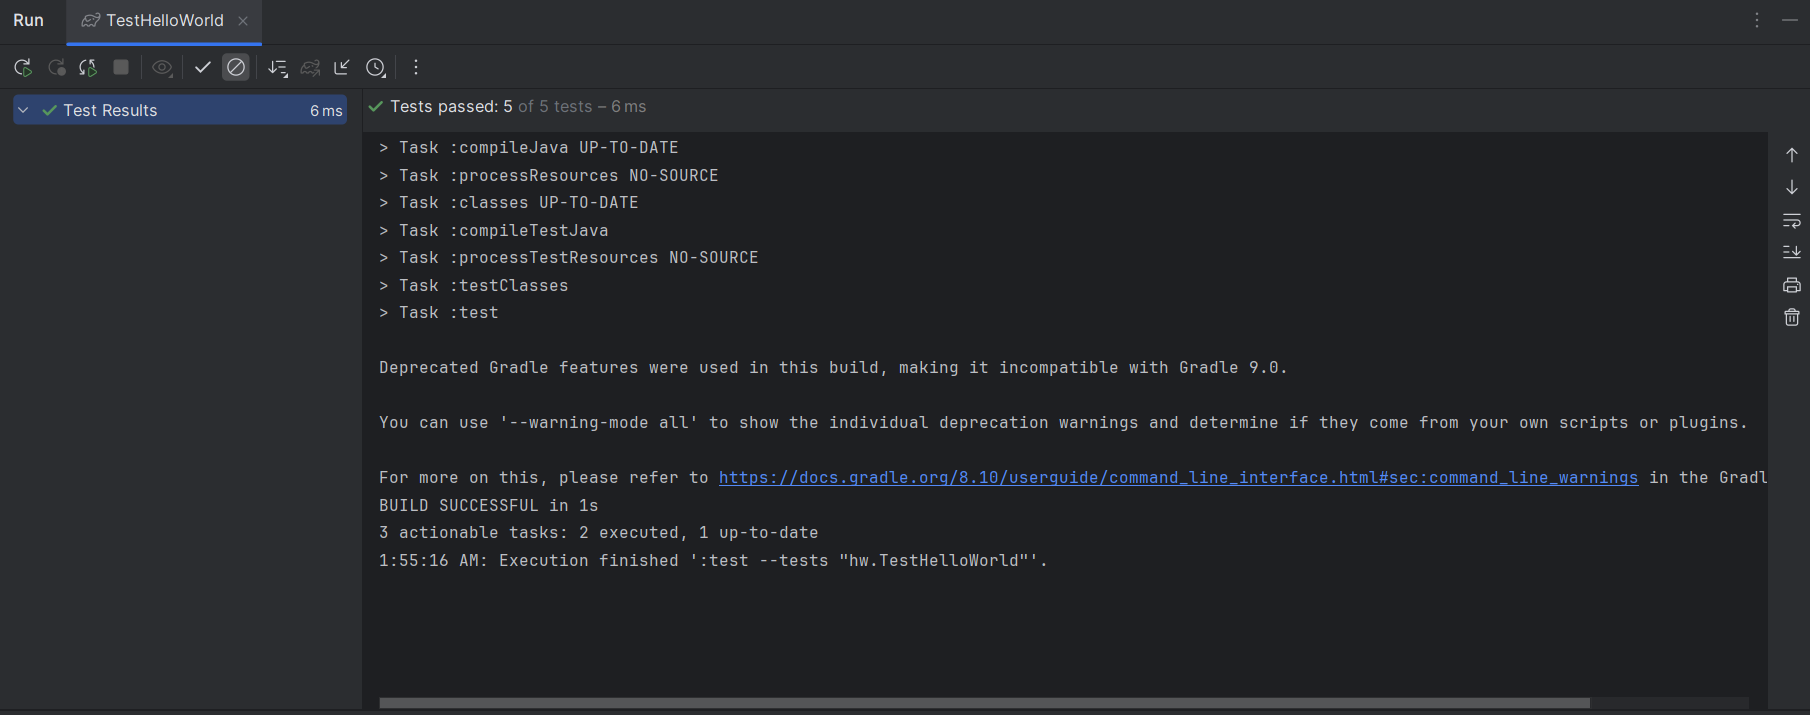 Run
TestHelloWorld
Test Results 6 ms
Tests passed: 5 of 5 tests – 6 ms
> Task :compileJava UP-TO-DATE
> Task :processResources NO-SOURCE
> Task :classes UP-TO-DATE
> Task :compileTestJava
> Task :processTestResources NO-SOURCE
> Task :testClasses
> Task :test
Deprecated Gradle features were used in this build, making it incompatible with Gradle 9.0.
You can use '--warning-mode all' to show the individual deprecation warnings and determine if they come from your own scripts or plugins.
For more on this, please refer to https://docs.gradle.org/8.10/userguide/command_line_interface.html#sec:command_line_warnings in the Gradl
BUILD SUCCESSFUL in 1s
3 actionable tasks: 2 executed, 1 up-to-date
1:55:16 AM: Execution finished ':test --tests "hw.TestHelloWorld"'.